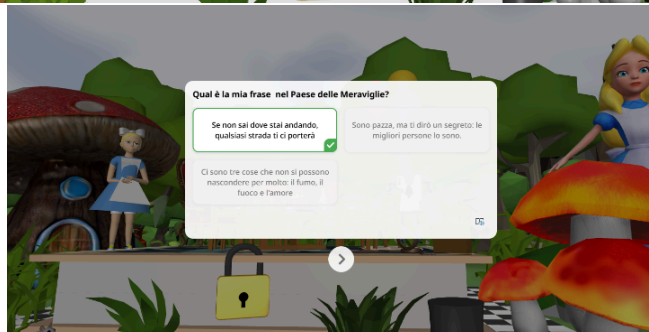 Qual è la mia frase nel Paese delle Meraviglie?
Se non sai dove stai andando,
qualsiasi strada ti ci porterà
Sono pazza, ma ti dirò un segreto: le
migliori persone lo sono.
Ci sono tre cose che non si possono
nascondere per molto: il fumo, il
fuoco e l'amore